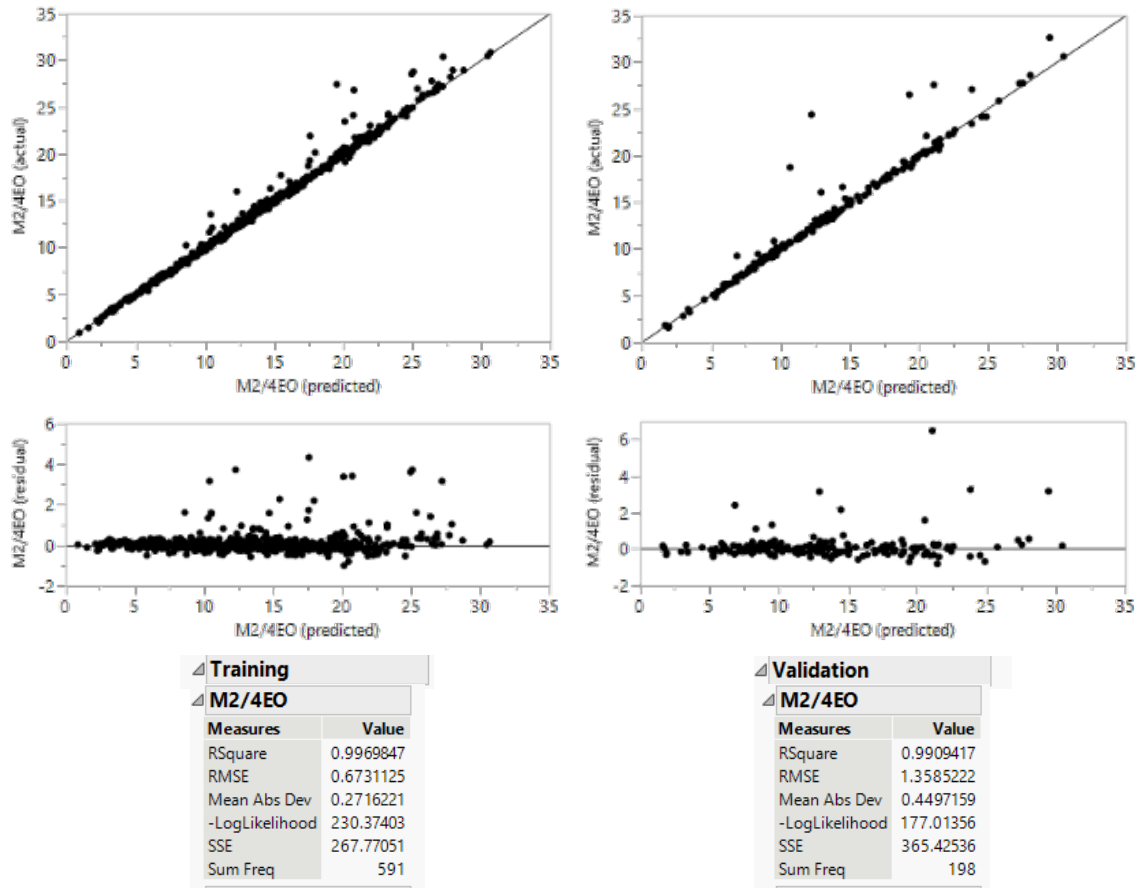 M2/4EO (actual)
35
30
25
20
15
10
5
0
0 5 10 15 20 25 30 35
M2/4EO (predicted)
M2/4EO (actual)
35
30
25
20
15
10
5
0
0 5 10 15 20 25 30 35
M2/4EO (predicted)
M2/4EO (residual)
6
4
2
0
-2
0 5 10 15 20 25 30 35
M2/4EO (predicted)
M2/4EO (residual)
6
4
2
0
-2
0 5 10 15 20 25 30 35
M2/4EO (predicted)
Training
M2/4EO
Measures Value
RSquare 0.9969847
RMSE 0.6731125
Mean Abs Dev 0.2716221
-LogLikelihood 230.37403
SSE 267.77051
Sum Freq 591
Validation
M2/4EO
Measures Value
RSquare 0.9909417
RMSE 1.3585222
Mean Abs Dev 0.4497159
-LogLikelihood 177.01356
SSE 365.42536
Sum Freq 198